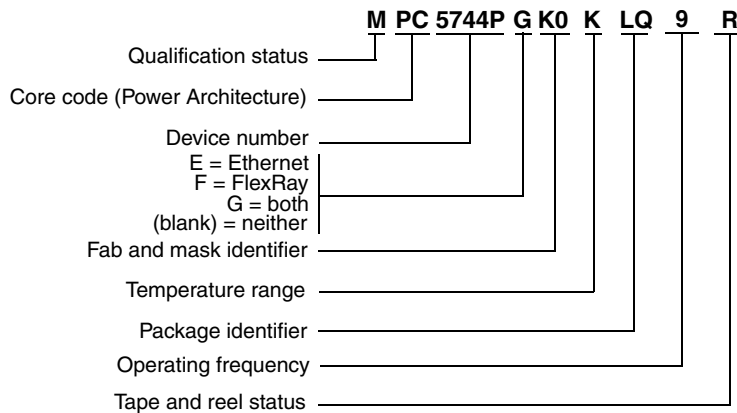 M PC 5744P G K0 K LQ 9 R
Qualification status
Core code (Power Architecture)
Device number
E = Ethernet
F = FlexRay
G = both
(blank) = neither
Fab and mask identifier
Temperature range
Package identifier
Operating frequency
Tape and reel status